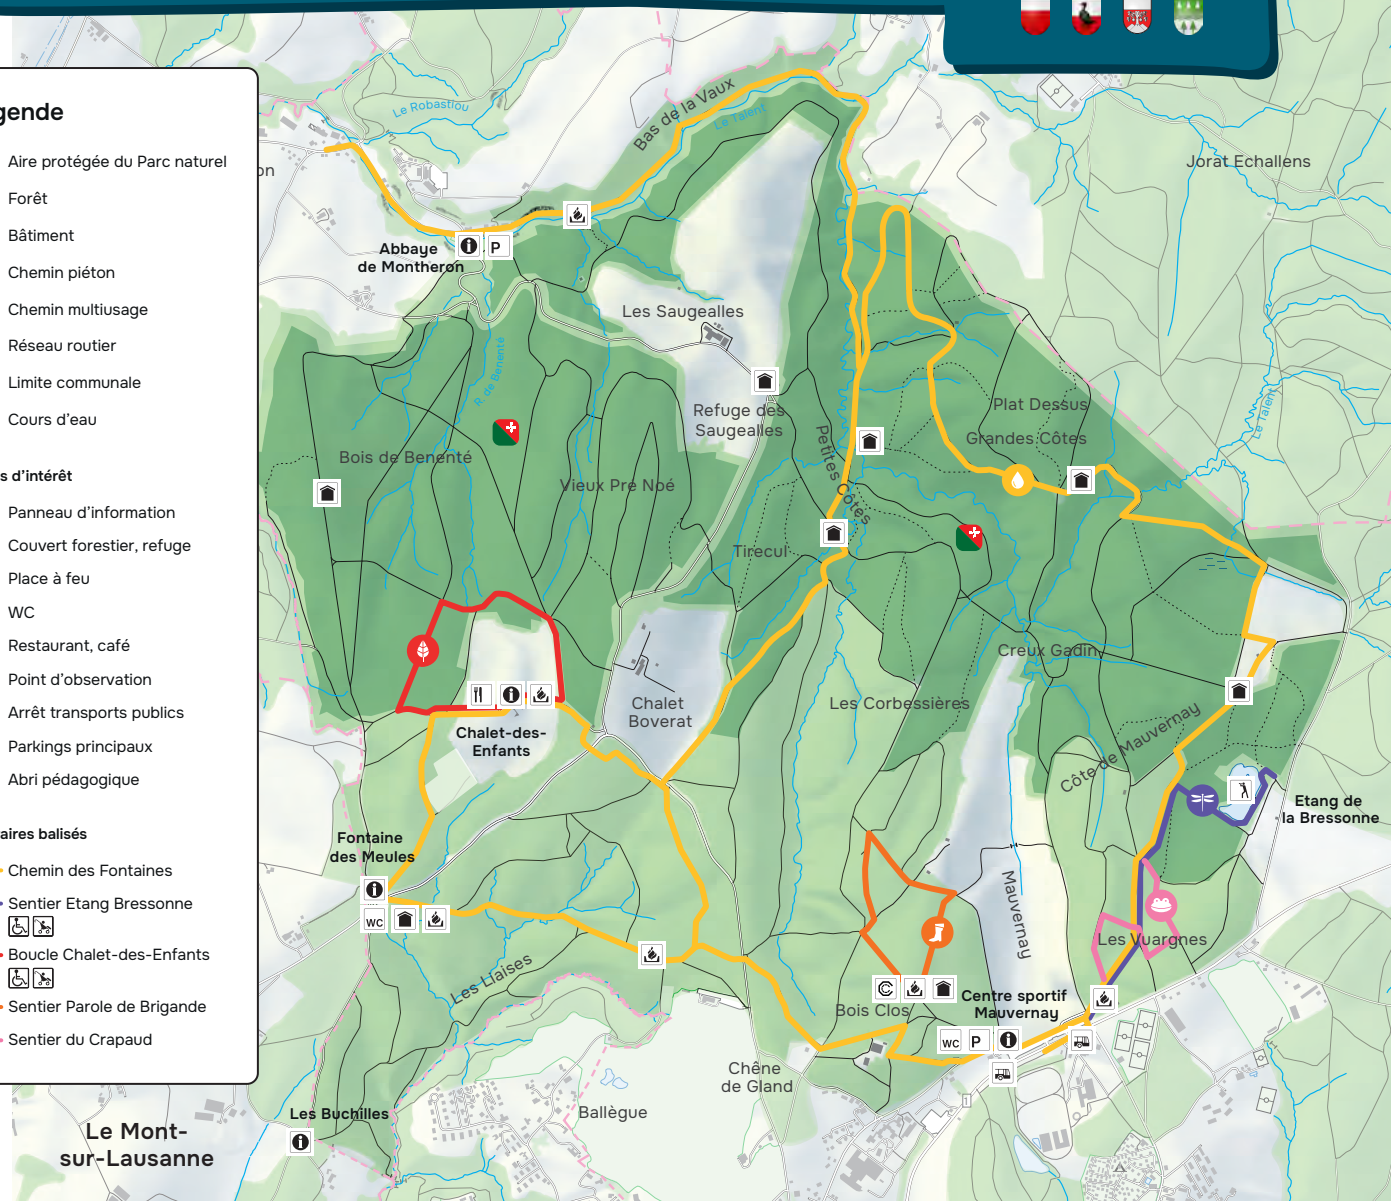 gende
Aire protégée du Parc naturel
Forêt
Bâtiment
Chemin piéton
Chemin multiusage
Réseau routier
Limite communale
Cours d'eau
s d'intérêt
Panneau d'information
Couvert forestier, refuge
Place à feu
WC
Restaurant, café
Point d'observation
Arrêt transports publics
Parkings principaux
Abri pédagogique
aires balisés
Chemin des Fontaines
Sentier Etang Bressonne
Boucle Chalet-des-Enfants
Sentier Parole de Brigande
Sentier du Crapaud
Le Mont-
sur-Lausanne
Le Robastiou
Bas de la Vaux
Le Talent
on
Jorat Echallens
Abbaye
de Montheron
P
Les Saugealles
R. de Benenté
Refuge des
Saugealles
Plat Dessus
Grandes Côtes
Le Talent
Petites Côtes
Bois de Benenté
Vieux Pre Noé
Tirecul
Creux Gadin
Chalet
Boverat
Les Corbessières
Chalet-des-
Enfants
Côte de Mauvernay
Etang de
la Bressonne
Fontaine
des Meules
WC
Mauvernay
Les Vuargnes
Les Liaises
Centre sportif
Mauvernay
Bois Clos
WC
P
Chêne
de Gland
Ballègue
Les Buchilles